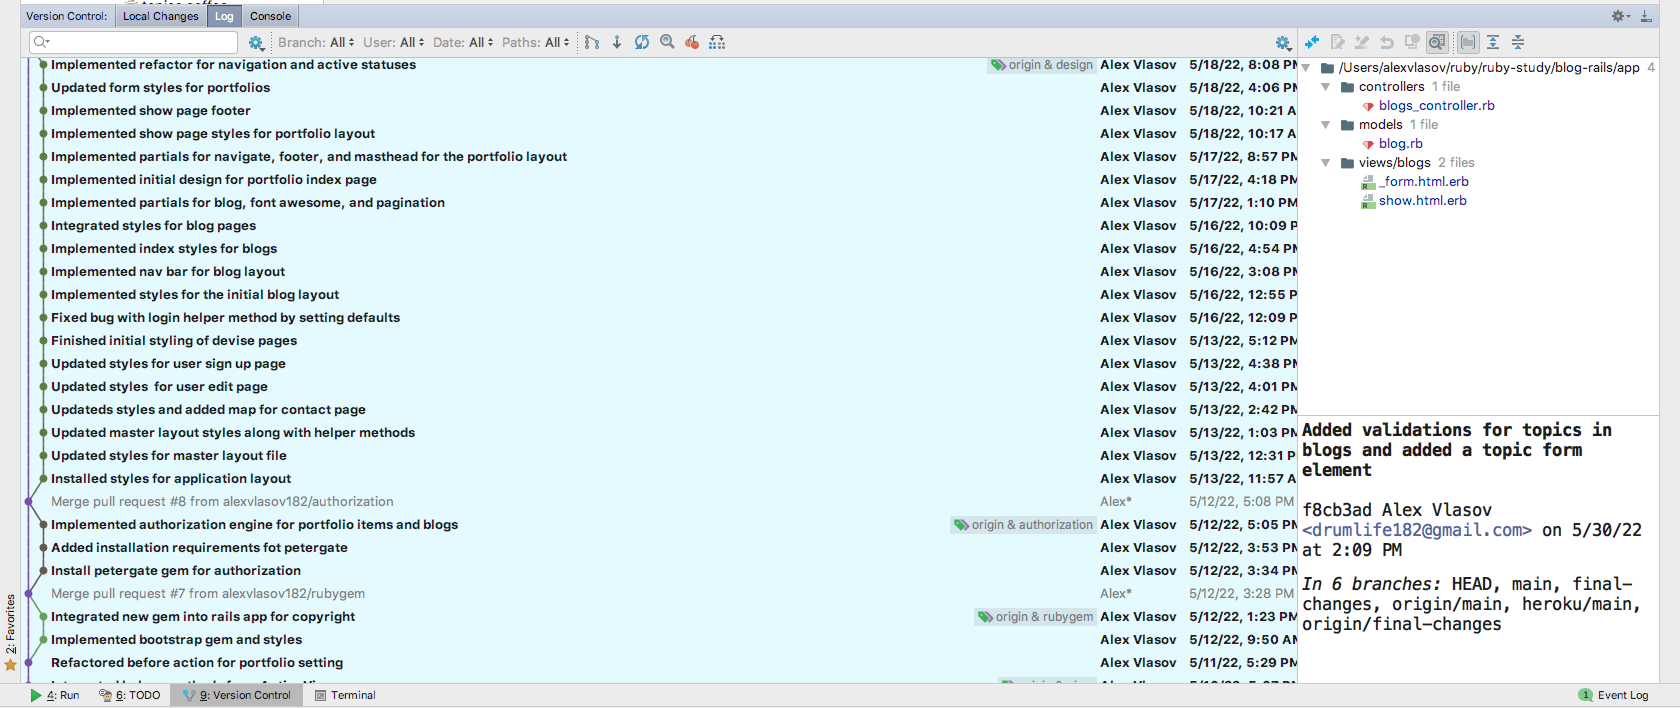 Version Control: Local Changes Log Console
Branch: All User: All Date: All Paths: All
Implemented refactor for navigation and active statuses origin & design Alex Vlasov 5/18/22, 8:08 PM
Updated form styles for portfolios Alex Vlasov 5/18/22, 4:06 PM
Implemented show page footer Alex Vlasov 5/18/22, 10:21 A
Implemented show page styles for portfolio layout Alex Vlasov 5/18/22, 10:17 A
Implemented partials for navigate, footer, and masthead for the portfolio layout Alex Vlasov 5/17/22, 8:57 PM
Implemented initial design for portfolio index page Alex Vlasov 5/17/22, 4:18 PM
Implemented partials for blog, font awesome, and pagination Alex Vlasov 5/17/22, 1:10 PM
Integrated styles for blog pages Alex Vlasov 5/16/22, 10:09 P
Implemented index styles for blogs Alex Vlasov 5/16/22, 4:54 PM
Implemented nav bar for blog layout Alex Vlasov 5/16/22, 3:08 PM
Implemented styles for the initial blog layout Alex Vlasov 5/16/22, 12:55 P
Fixed bug with login helper method by setting defaults Alex Vlasov 5/16/22, 12:09 P
Finished initial styling of devise pages Alex Vlasov 5/13/22, 5:12 PM
Updated styles for user sign up page Alex Vlasov 5/13/22, 4:38 PM
Updated styles  for user edit page Alex Vlasov 5/13/22, 4:01 PM
Updateds styles and added map for contact page Alex Vlasov 5/13/22, 2:42 PM
Updated master layout styles along with helper methods Alex Vlasov 5/13/22, 1:03 PM
Updated styles for master layout file Alex Vlasov 5/13/22, 12:31 P
Installed styles for application layout Alex Vlasov 5/13/22, 11:57 A
Merge pull request #8 from alexvlasov182/authorization Alex* 5/12/22, 5:08 PM
Implemented authorization engine for portfolio items and blogs origin & authorization Alex Vlasov 5/12/22, 5:05 PM
Added installation requirements fot petergate Alex Vlasov 5/12/22, 3:53 PM
Install petergate gem for authorization Alex Vlasov 5/12/22, 3:34 PM
Merge pull request #7 from alexvlasov182/rubygem Alex* 5/12/22, 3:28 PM
Integrated new gem into rails app for copyright origin & rubygem Alex Vlasov 5/12/22, 1:23 PM
Implemented bootstrap gem and styles Alex Vlasov 5/12/22, 9:50 AM
Refactored before action for portfolio setting Alex Vlasov 5/11/22, 5:29 PM
/Users/alexvlasov/ruby/ruby-study/blog-rails/app 4
controllers 1 file
blogs_controller.rb
models 1 file
blog.rb
views/blogs 2 files
_form.html.erb
show.html.erb
Added validations for topics in
blogs and added a topic form
element
f8cb3ad Alex Vlasov
<drumlife182@gmail.com> on 5/30/22
at 2:09 PM
In 6 branches: HEAD, main, final-
changes, origin/main, heroku/main,
origin/final-changes
2: Favorites
4: Run 6: TODO 9: Version Control Terminal 1 Event Log